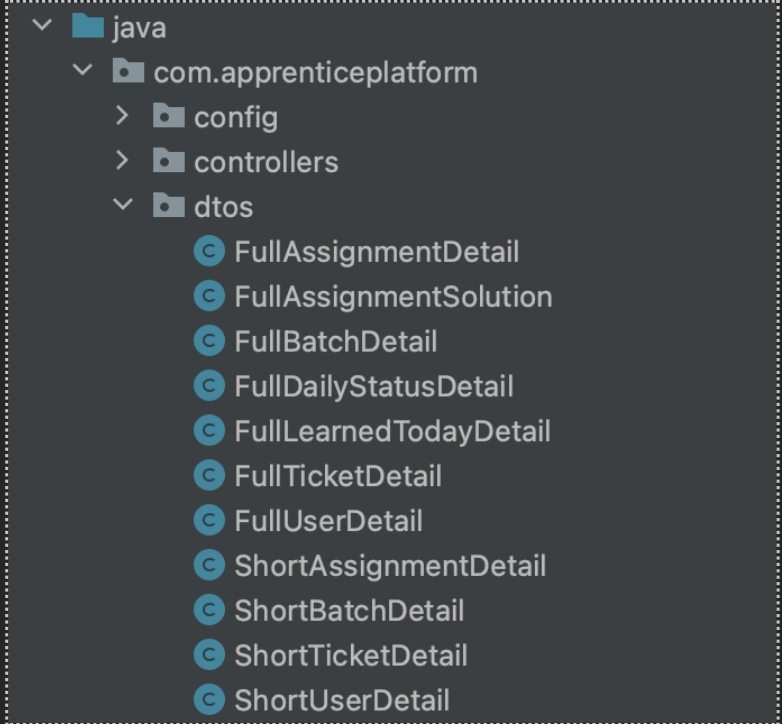 java
com.apprenticeplatform
config
controllers
dtos
C FullAssignmentDetail
C FullAssignmentSolution
C FullBatchDetail
C FullDailyStatusDetail
C FullLearnedTodayDetail
C FullTicketDetail
C FullUserDetail
C ShortAssignmentDetail
C ShortBatchDetail
C ShortTicketDetail
C ShortUserDetail